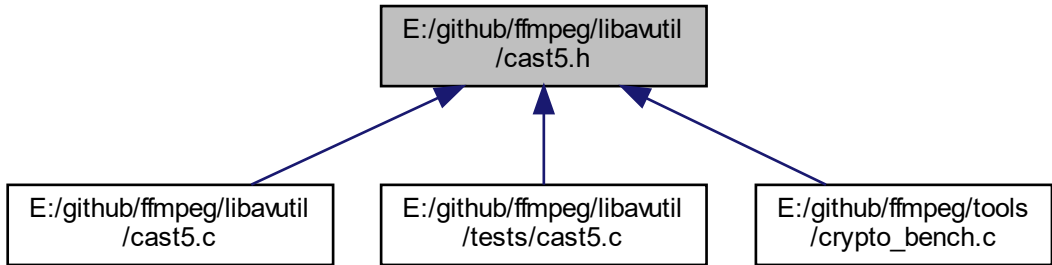 E:/github/ffmpeg/libavutil
/cast5.h
E:/github/ffmpeg/libavutil
/cast5.c
E:/github/ffmpeg/libavutil
/tests/cast5.c
E:/github/ffmpeg/tools
/crypto_bench.c